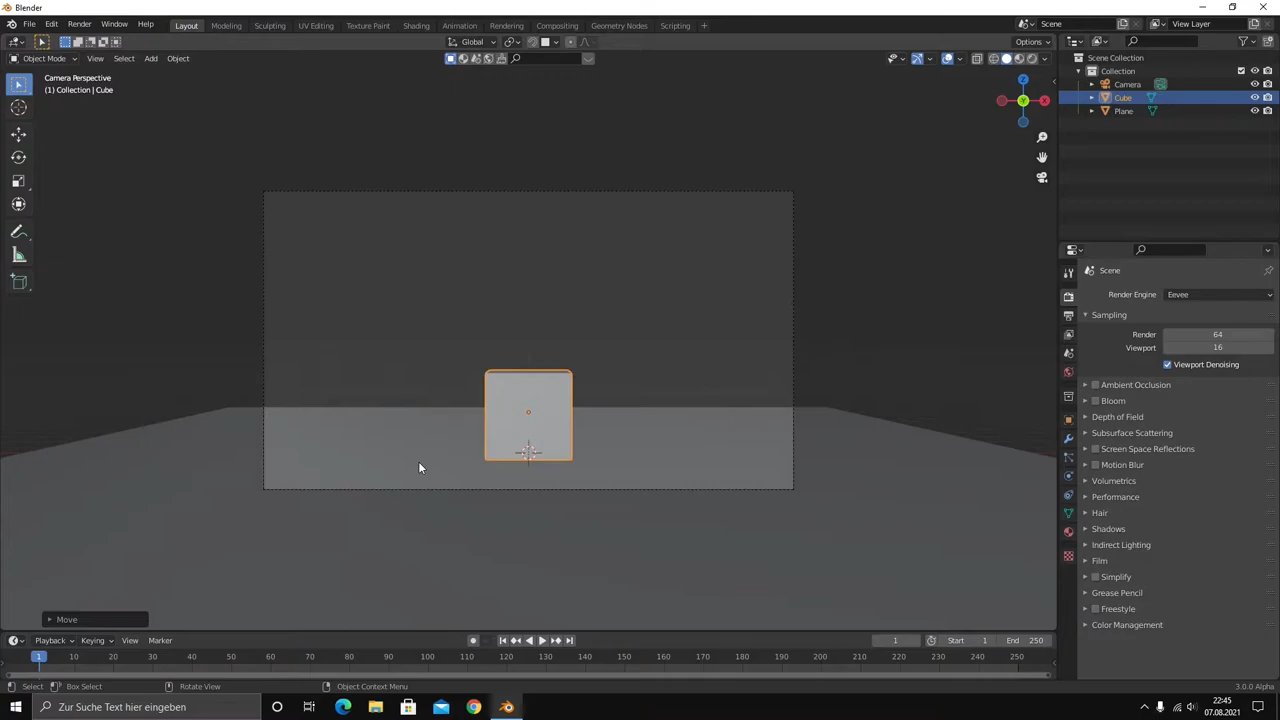 Blender
File Edit Render Window Help Layout Modeling Sculpting UV Editing Texture Paint Shading Animation Rendering Compositing Geometry Nodes Scripting + Scene View Layer
Global Options
Object Mode View Select Add Object
Camera Perspective
(1) Collection | Cube
Z
Y
X
Scene Collection
Collection
Camera
Cube
Plane
Scene
Render Engine Eevee
Sampling
Render 64
Viewport 16
Viewport Denoising
Ambient Occlusion
Bloom
Depth of Field
Subsurface Scattering
Screen Space Reflections
Motion Blur
Volumetrics
Performance
Hair
Shadows
Indirect Lighting
Film
Simplify
Grease Pencil
Freestyle
Color Management
Move
Playback Keying View Marker 1 Start 1 End 250
1 10 20 30 40 50 60 70 80 90 100 110 120 130 140 150 160 170 180 190 200 210 220 230 240 250
Select Box Select Rotate View Object Context Menu 3.0.0 Alpha
Zur Suche Text hier eingeben
22:45
07.08.2021